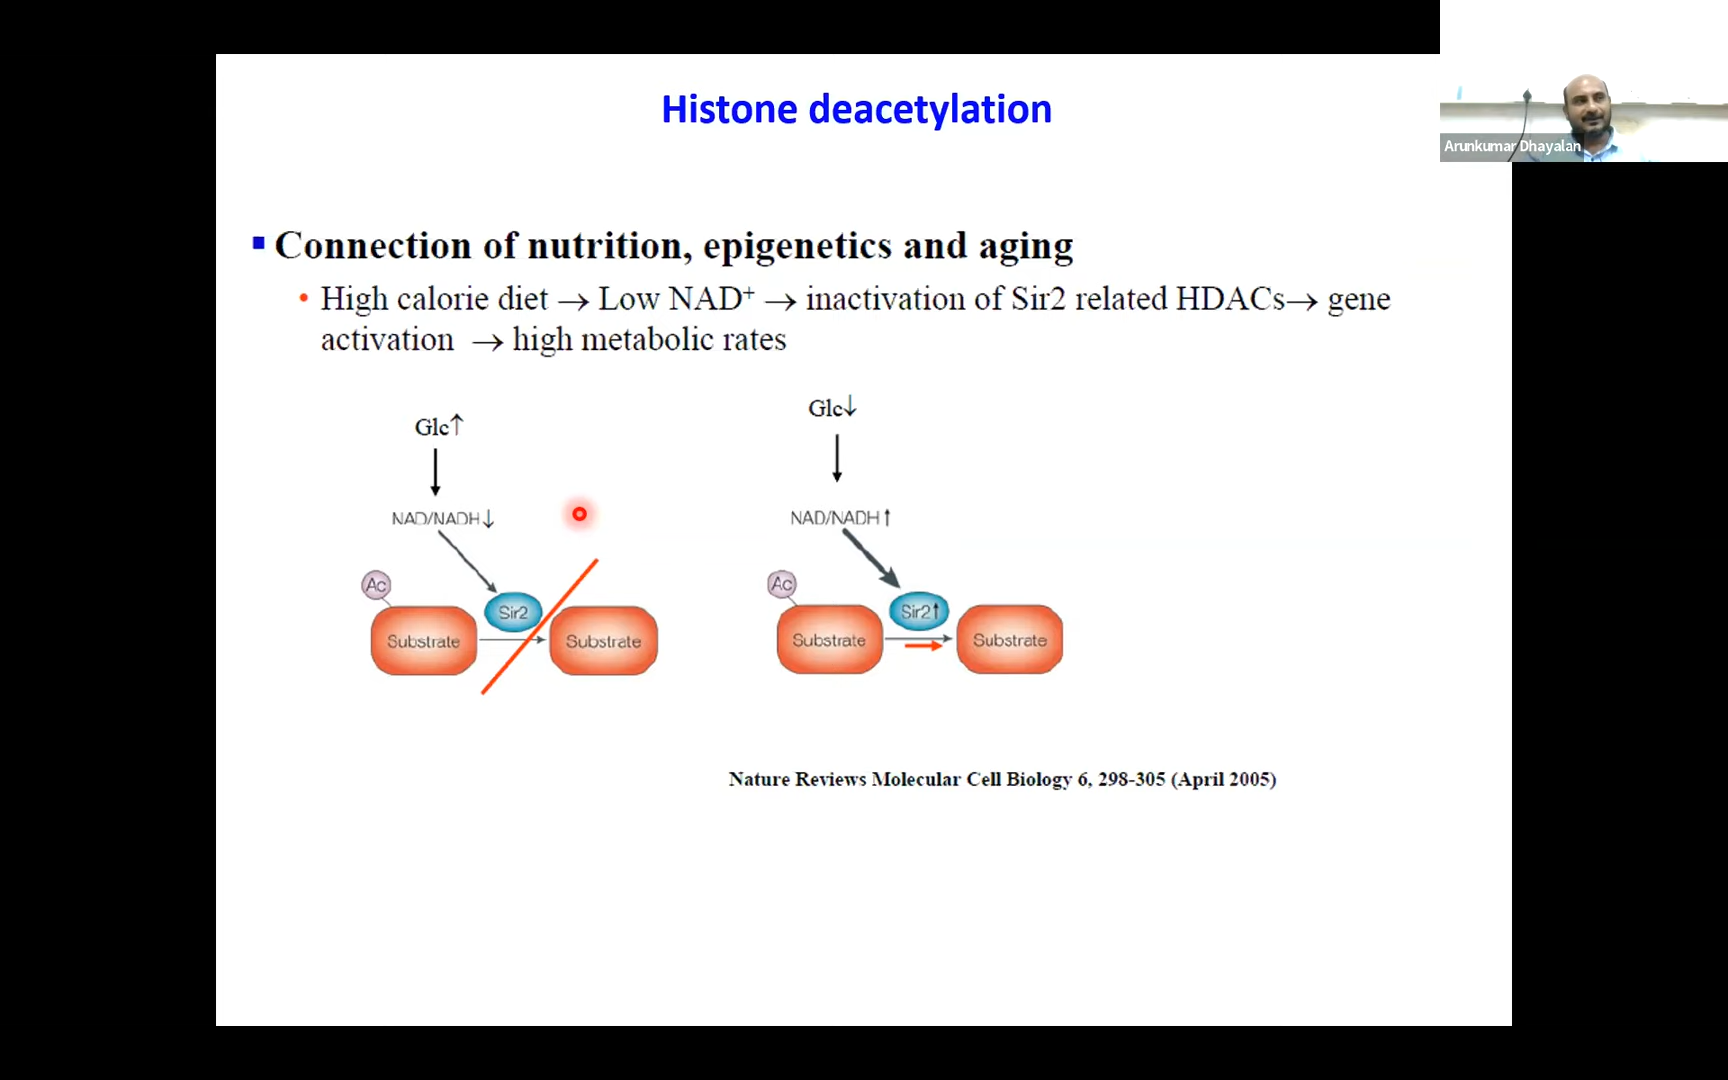 Histone deacetylation
Arunkumar Dhayalan
▪ Connection of nutrition, epigenetics and aging
• High calorie diet → Low NAD⁺ → inactivation of Sir2 related HDACs→ gene
activation → high metabolic rates
Glc↑
NAD/NADH↓
Ac
Sir2
Substrate
Substrate
Glc↓
NAD/NADH↑
Ac
Sir2↑
Substrate
Substrate
Nature Reviews Molecular Cell Biology 6, 298-305 (April 2005)